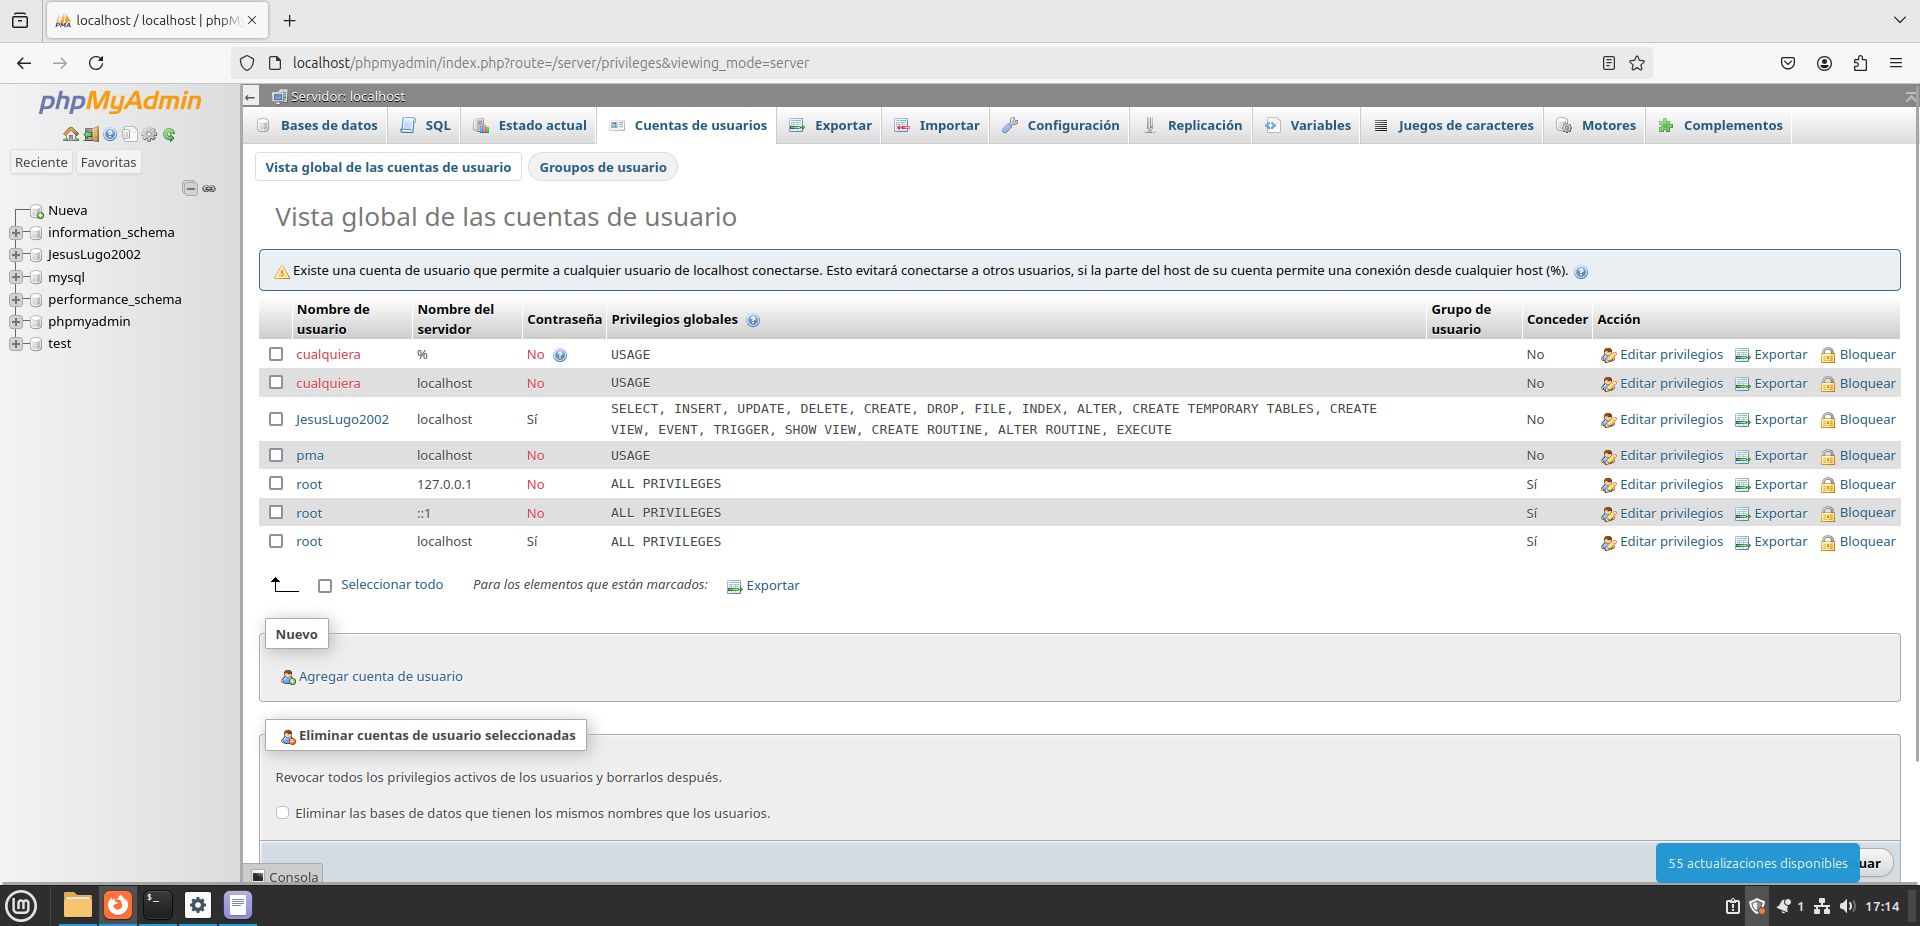 localhost / localhost | phpM
localhost/phpmyadmin/index.php?route=/server/privileges&viewing_mode=server
phpMyAdmin
Reciente
Favoritas
Nueva
information_schema
JesusLugo2002
mysql
performance_schema
phpmyadmin
test
Servidor: localhost
Bases de datos SQL Estado actual Cuentas de usuarios Exportar Importar Configuración Replicación Variables Juegos de caracteres Motores Complementos
Vista global de las cuentas de usuario Groupos de usuario
Vista global de las cuentas de usuario
Existe una cuenta de usuario que permite a cualquier usuario de localhost conectarse. Esto evitará conectarse a otros usuarios, si la parte del host de su cuenta permite una conexión desde cualquier host (%).
Nombre de usuario Nombre del servidor Contraseña Privilegios globales Grupo de usuario Conceder Acción
cualquiera % No USAGE No Editar privilegios Exportar Bloquear
cualquiera localhost No USAGE No Editar privilegios Exportar Bloquear
JesusLugo2002 localhost Sí SELECT, INSERT, UPDATE, DELETE, CREATE, DROP, FILE, INDEX, ALTER, CREATE TEMPORARY TABLES, CREATE
VIEW, EVENT, TRIGGER, SHOW VIEW, CREATE ROUTINE, ALTER ROUTINE, EXECUTE No Editar privilegios Exportar Bloquear
pma localhost No USAGE No Editar privilegios Exportar Bloquear
root 127.0.0.1 No ALL PRIVILEGES Sí Editar privilegios Exportar Bloquear
root ::1 No ALL PRIVILEGES Sí Editar privilegios Exportar Bloquear
root localhost Sí ALL PRIVILEGES Sí Editar privilegios Exportar Bloquear
Seleccionar todo Para los elementos que están marcados: Exportar
Nuevo
Agregar cuenta de usuario
Eliminar cuentas de usuario seleccionadas
Revocar todos los privilegios activos de los usuarios y borrarlos después.
Eliminar las bases de datos que tienen los mismos nombres que los usuarios.
55 actualizaciones disponibles
uar
Consola
1 17:14